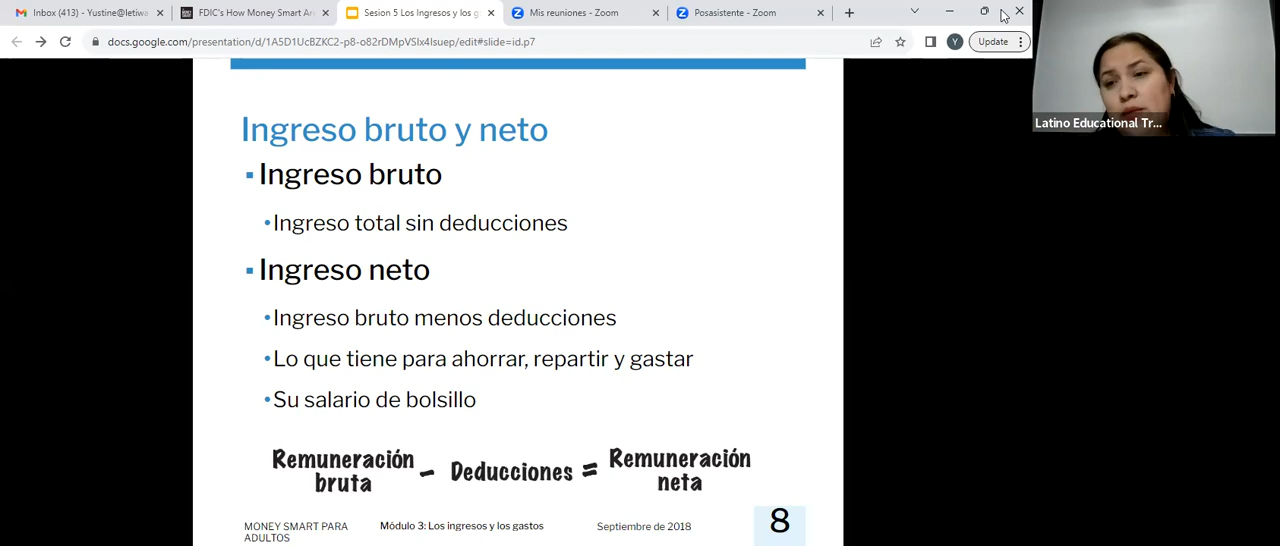 Inbox (413) - Yustine@letiwa
FDIC's How Money Smart Are
Sesion 5 Los Ingresos y los g
Mis reuniones - Zoom
Posasistente - Zoom
docs.google.com/presentation/d/1A5D1UcBZKC2-p8-o82rDMpVSIx4Isuep/edit#slide=id.p7
Y
Update
Latino Educational Tr...
Ingreso bruto y neto
Ingreso bruto
Ingreso total sin deducciones
Ingreso neto
Ingreso bruto menos deducciones
Lo que tiene para ahorrar, repartir y gastar
Su salario de bolsillo
Remuneración bruta – Deducciones = Remuneración neta
MONEY SMART PARA
ADULTOS
Módulo 3: Los ingresos y los gastos
Septiembre de 2018
8